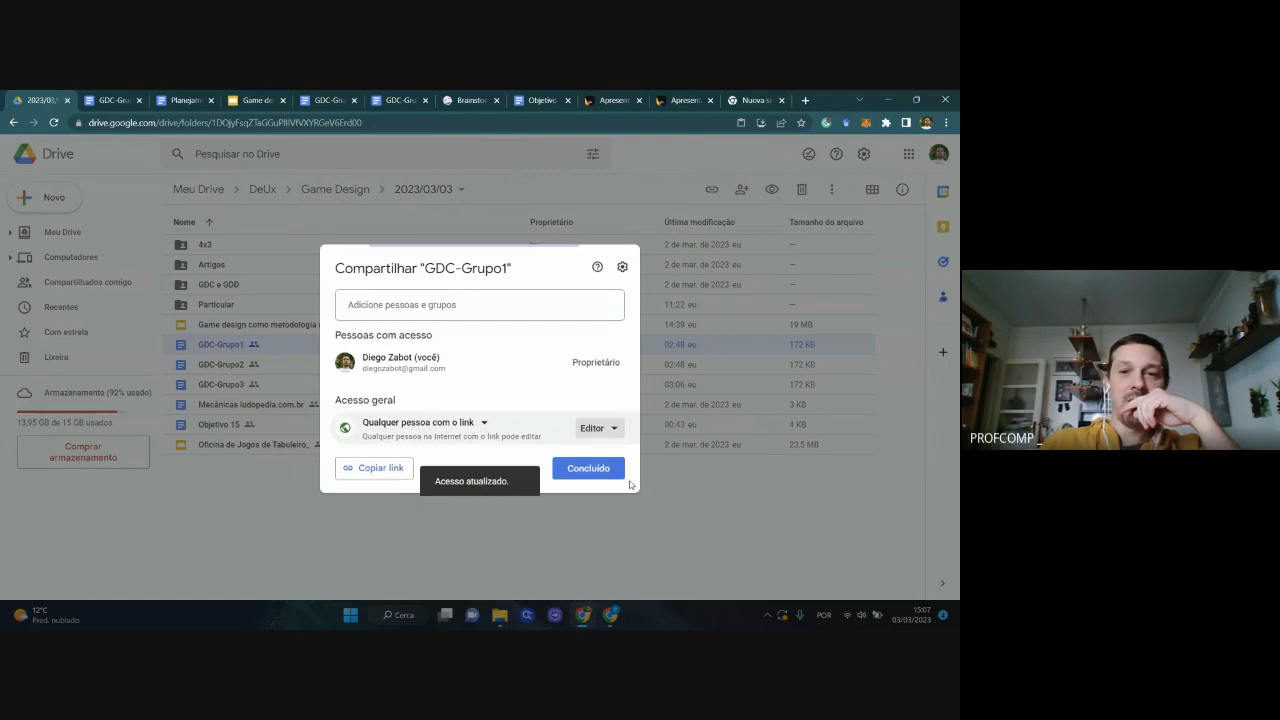 2023/03/
GDC-Gru
Planejam
Game de
GDC-Gru
GDC-Gru
Brainstor
Objetivo
Apresent
Apresent
Nuova s
drive.google.com/drive/folders/
Drive
Pesquisar no Drive
Novo
Meu Drive
Computadores
Compartilhados comigo
Recentes
Com estrela
Lixeira
Armazenamento (92% usado)
13,95 GB de 15 GB usados
Comprar
armazenamento
Meu Drive > DeUx > Game Design > 2023/03/03
Nome Proprietário Última modificação Tamanho do arquivo
4x3 2 de mar. de 2023 eu —
Artigos 2 de mar. de 2023 eu —
GDC e GDD 2 de mar. de 2023 eu —
Particular 11:22 eu —
Game design como metodologia 14:39 eu 19 MB
GDC-Grupo1 02:48 eu 172 KB
GDC-Grupo2 02:48 eu 172 KB
GDC-Grupo3 03:06 eu 172 KB
Mecânicas ludopedia.com.br 2 de mar. de 2023 eu 3 KB
Objetivo 15 00:43 eu 4 KB
Oficina de Jogos de Tabuleiro_ 2 de mar. de 2023 eu 23,5 MB
Compartilhar "GDC-Grupo1"
Adicione pessoas e grupos
Pessoas com acesso
Diego Zabot (você)
diegozabot@gmail.com
Proprietário
Acesso geral
Qualquer pessoa com o link
Qualquer pessoa na Internet com o link pode editar
Editor
Copiar link
Concluído
Acesso atualizado.
PROFCOMP _
12°C
Pred. nublado
Cerca
POR
15:07
03/03/2023